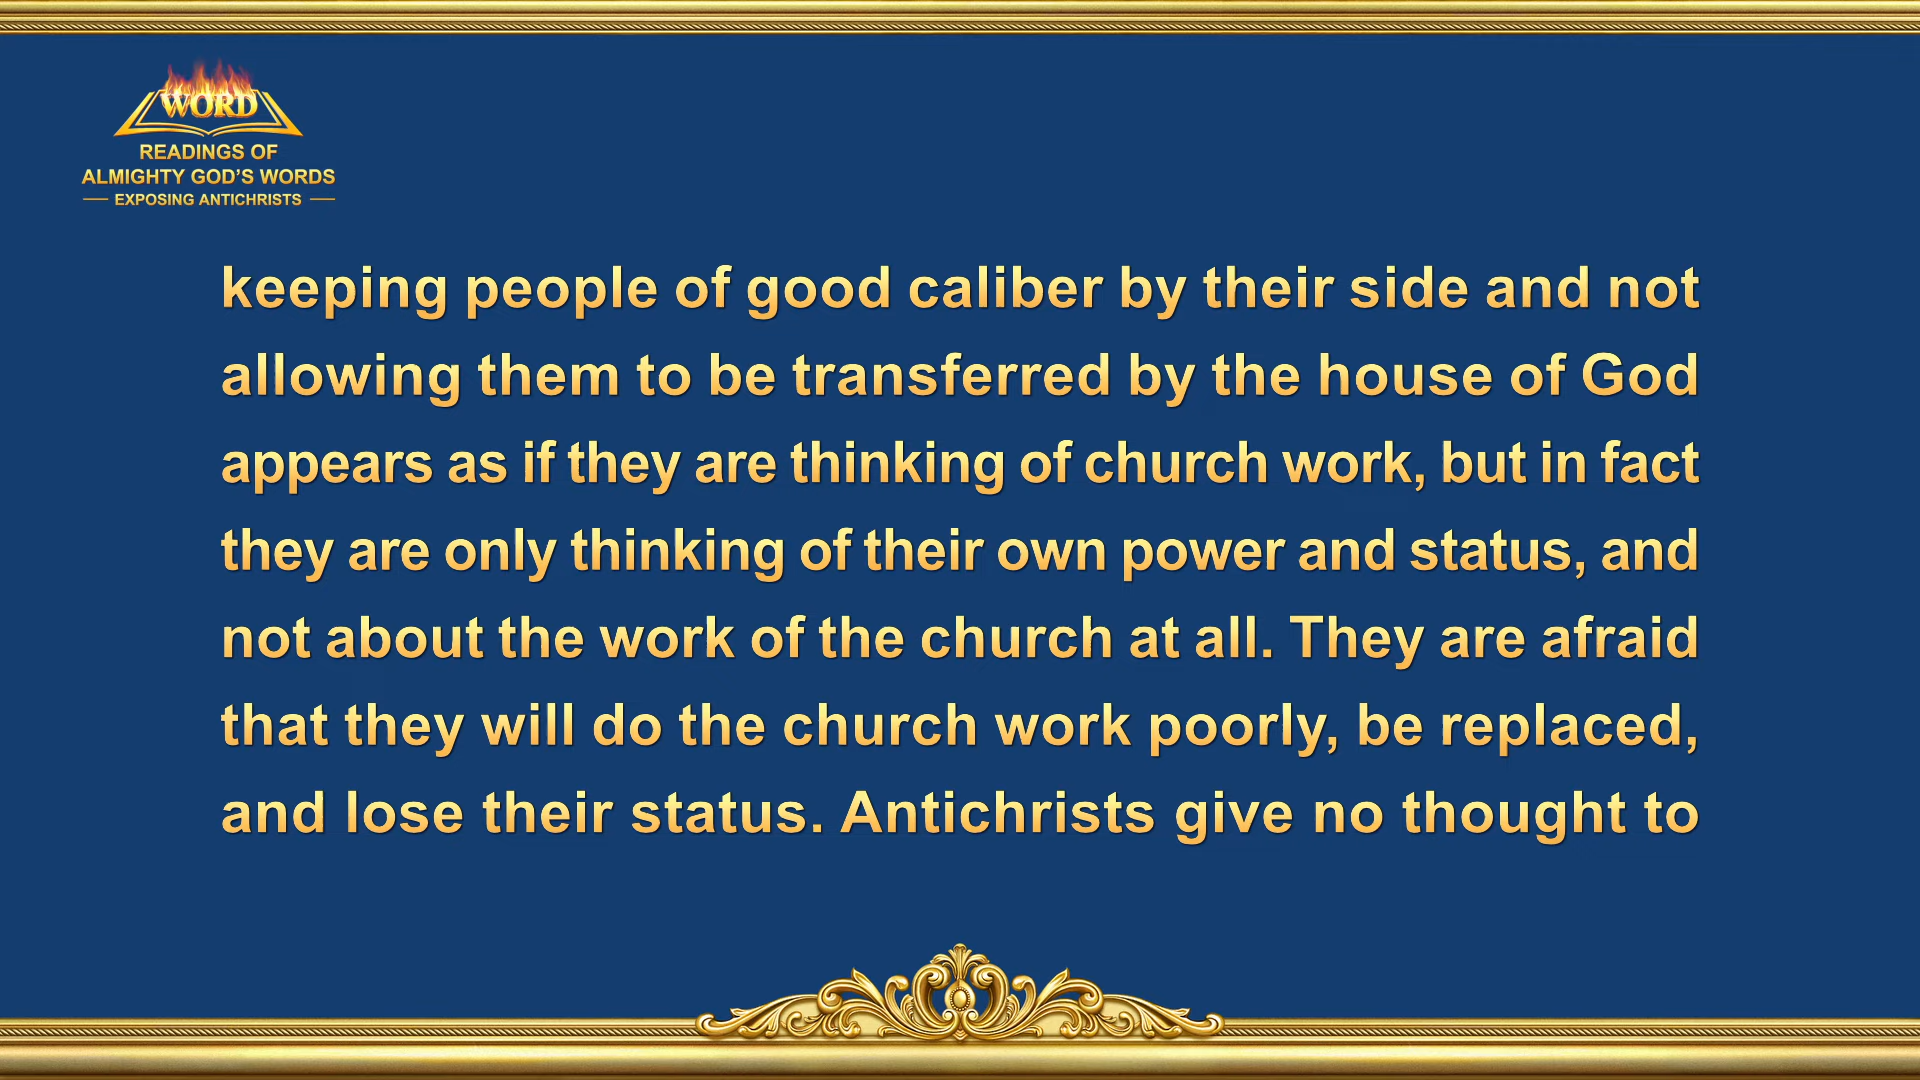 WORD
READINGS OF
ALMIGHTY GOD'S WORDS
EXPOSING ANTICHRISTS
keeping people of good caliber by their side and not
allowing them to be transferred by the house of God
appears as if they are thinking of church work, but in fact
they are only thinking of their own power and status, and
not about the work of the church at all. They are afraid
that they will do the church work poorly, be replaced,
and lose their status. Antichrists give no thought to